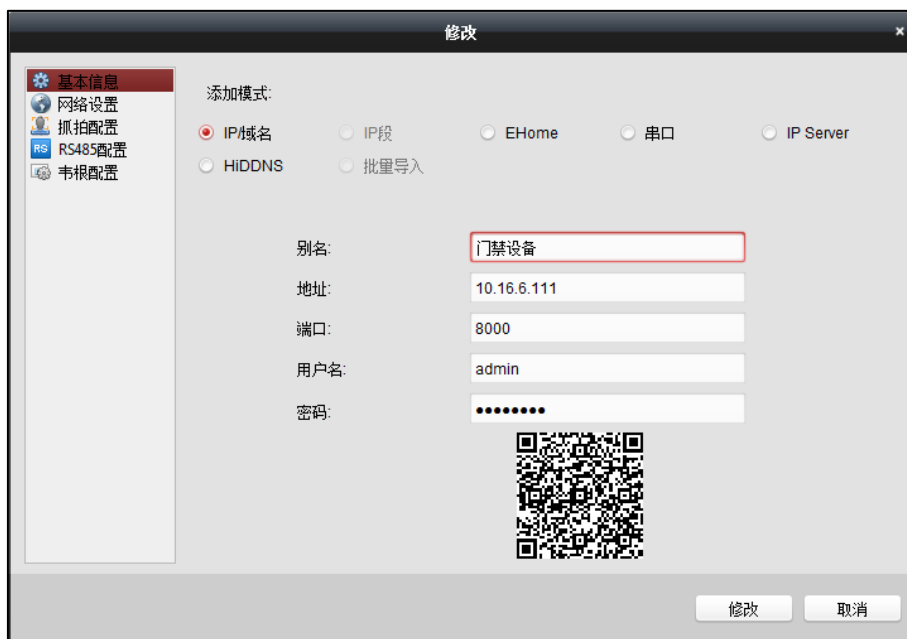 修改
×
基本信息
网络设置
抓拍配置
RS RS485配置
韦根配置
添加模式:
IP/域名 IP段 EHome 串口 IP Server
HiDDNS 批量导入
别名: 门禁设备
地址: 10.16.6.111
端口: 8000
用户名: admin
密码: ●●●●●●●●
修改 取消